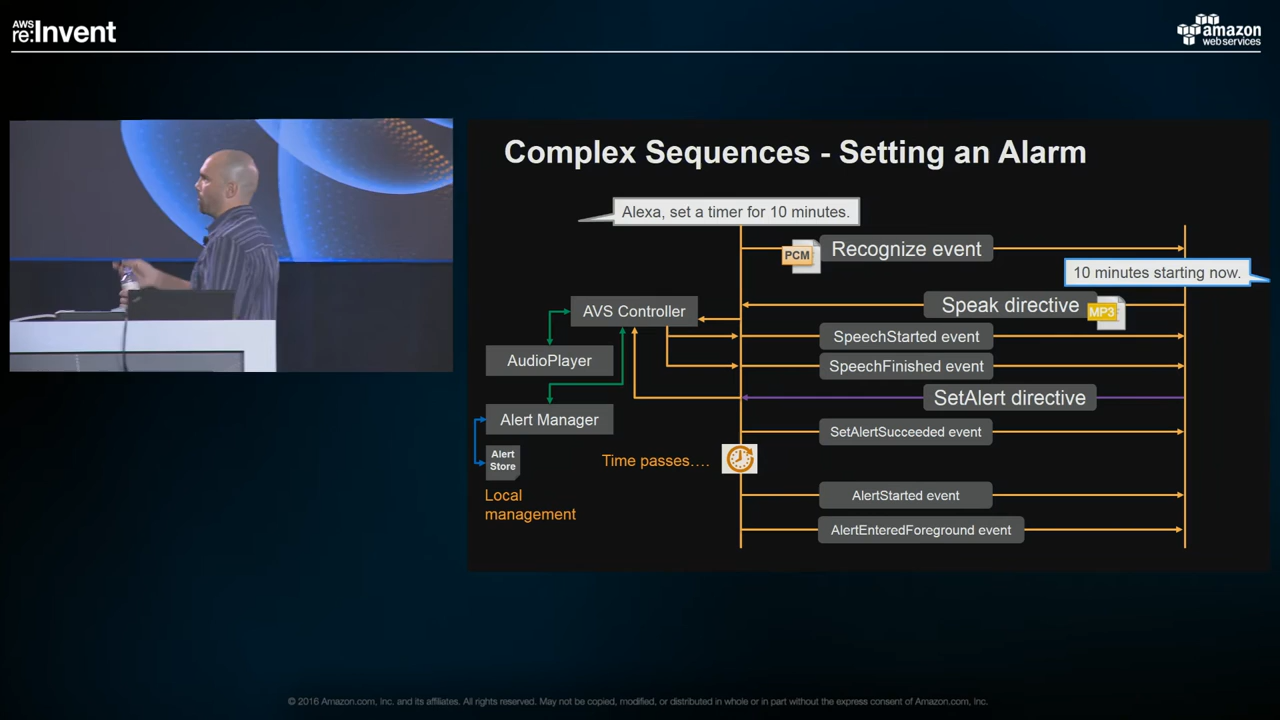 AWS
re:Invent
amazon
web services
Complex Sequences - Setting an Alarm
Alexa, set a timer for 10 minutes.
PCM
Recognize event
10 minutes starting now.
Speak directive
MP3
AVS Controller
SpeechStarted event
AudioPlayer
SpeechFinished event
SetAlert directive
Alert Manager
SetAlertSucceeded event
Alert
Store
Time passes....
Local
management
AlertStarted event
AlertEnteredForeground event
© 2016 Amazon.com, Inc. and its affiliates. All rights reserved. May not be copied, modified, or distributed in whole or in part without the express consent of Amazon.com, Inc.